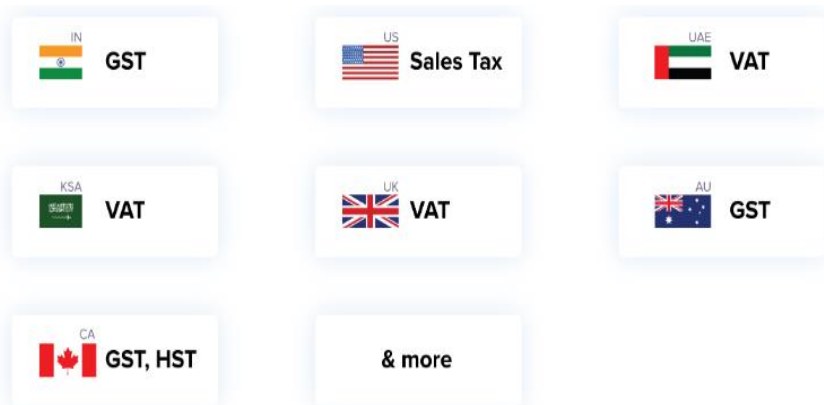 IN
GST
US
Sales Tax
UAE
VAT
KSA
VAT
UK
VAT
AU
GST
CA
GST, HST
& more